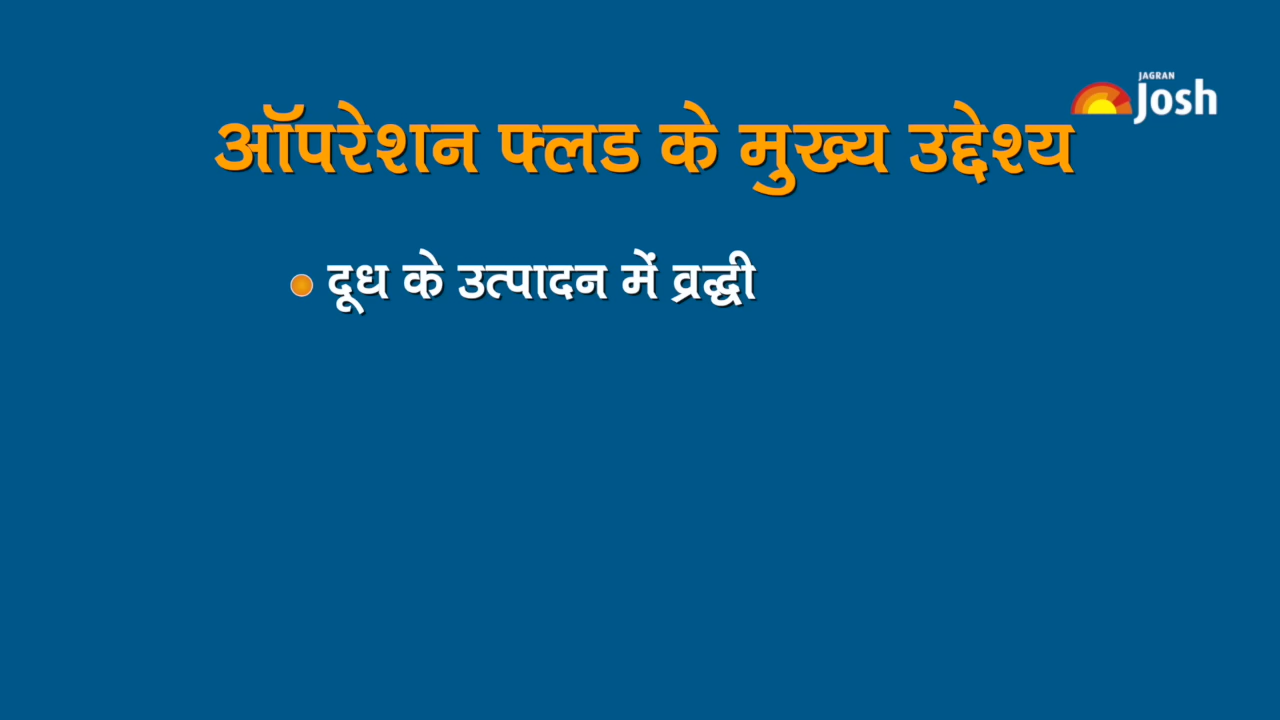 JAGRAN
Josh
ऑपरेशन फ्लड के मुख्य उद्देश्य
दूध के उत्पादन में व्रद्धी